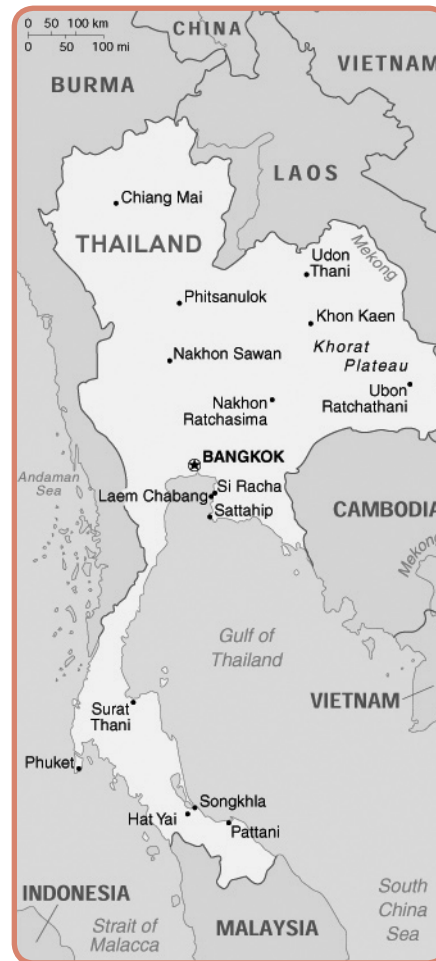 0 50 100 km
0 50 100 mi
CHINA
VIETNAM
BURMA
LAOS
Chiang Mai
THAILAND
Mekong
Udon
Thani
Phitsanulok
Khon Kaen
Nakhon Sawan
Khorat
Plateau
Ubon
Ratchathani
Nakhon
Ratchasima
BANGKOK
Andaman
Sea
Si Racha
Laem Chabang
Sattahip
CAMBODIA
Mekong
Gulf of
Thailand
VIETNAM
Surat
Thani
Phuket
Songkhla
Hat Yai
Pattani
INDONESIA
South
China
Sea
Strait of
Malacca
MALAYSIA